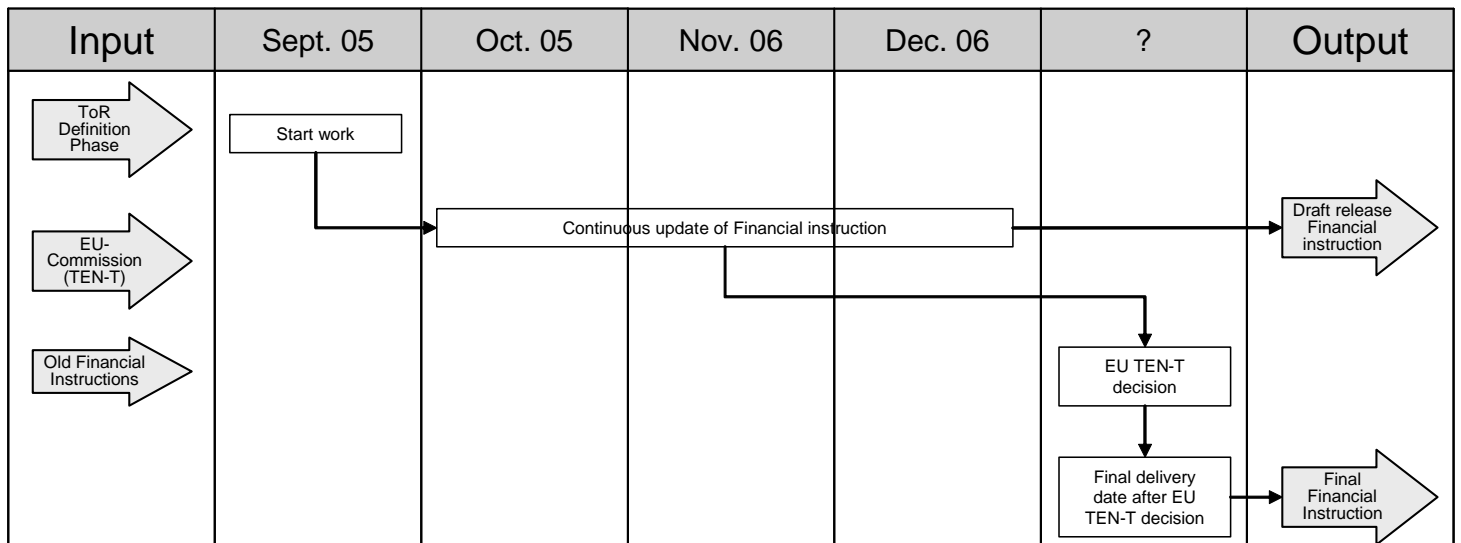 Input
Sept. 05
Oct. 05
Nov. 06
Dec. 06
?
Output
ToR
Definition
Phase
Start work
EU-
Commission
(TEN-T)
Continuous update of Financial instruction
Draft release
Financial
instruction
Old Financial
Instructions
EU TEN-T
decision
Final delivery
date after EU
TEN-T decision
Final
Financial
Instruction